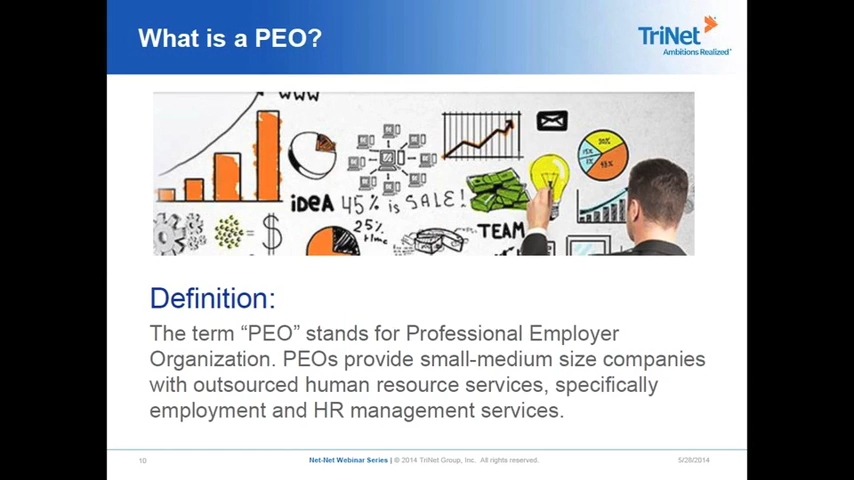 What is a PEO?
TriNet
Ambitions Realized
www
iDEA 45% is SALE!
25%
TEAM
Definition:
The term “PEO” stands for Professional Employer
Organization. PEOs provide small-medium size companies
with outsourced human resource services, specifically
employment and HR management services.
10
Net-Net Webinar Series | © 2014 TriNet Group, Inc. All rights reserved.
5/28/2014